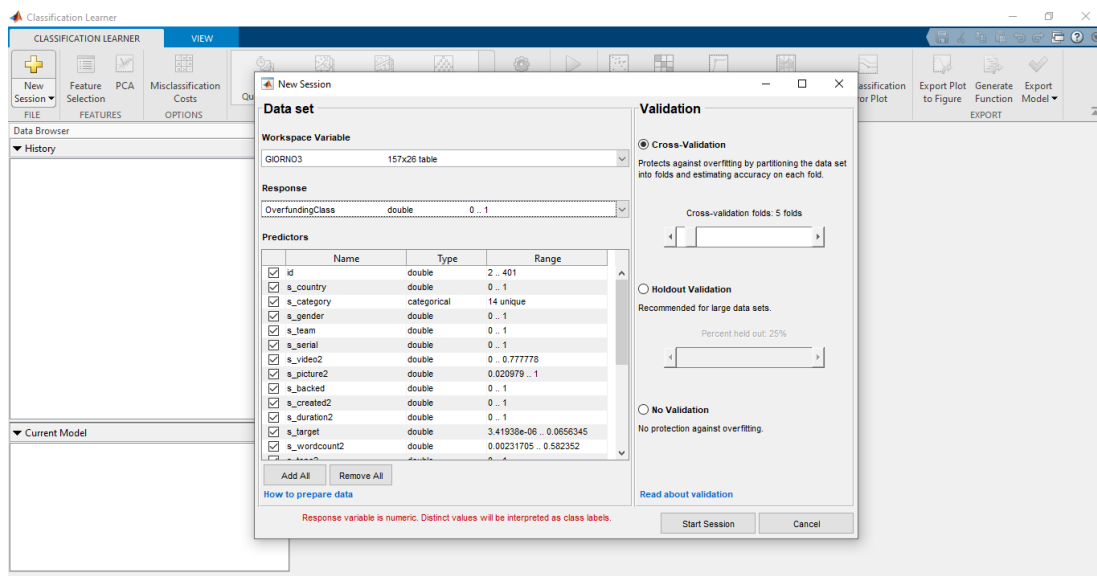 Classification Learner
CLASSIFICATION LEARNER VIEW
New Session
Feature Selection
PCA
Misclassification Costs
Qu
assification
or Plot
Export Plot to Figure
Generate Function
Export Model
FILE FEATURES OPTIONS EXPORT
Data Browser
History
Current Model
New Session
Data set
Workspace Variable
GIORNO3 157x26 table
Response
OverfundingClass double 0 .. 1
Predictors
Name Type Range
id double 2 .. 401
s_country double 0 .. 1
s_category categorical 14 unique
s_gender double 0 .. 1
s_team double 0 .. 1
s_serial double 0 .. 1
s_video2 double 0 .. 0.777778
s_picture2 double 0.020979 .. 1
s_backed double 0 .. 1
s_created2 double 0 .. 1
s_duration2 double 0 .. 1
s_target double 3.41938e-06 .. 0.0656345
s_wordcount2 double 0.00231705 .. 0.582352
Add All Remove All
How to prepare data
Validation
Cross-Validation
Protects against overfitting by partitioning the data set
into folds and estimating accuracy on each fold.
Cross-validation folds: 5 folds
Holdout Validation
Recommended for large data sets.
Percent held out: 25%
No Validation
No protection against overfitting.
Read about validation
Response variable is numeric. Distinct values will be interpreted as class labels.
Start Session Cancel